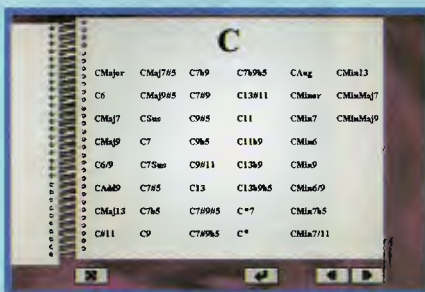 C
CMajor CMaj7#5 C7b9 C7b9b5 CAug CMin13
C6 CMaj9#5 C7#9 C13#11 CMinor CMinMaj7
CMaj7 CSus C9#5 C11 CMin7 CMinMaj9
CMaj9 C7 C9b5 C11b9 CMin6
C6/9 C7Sus C9#11 C13b9 CMin9
CAdd9 C7#5 C13 C13b9b5 CMin6/9
CMaj13 C7b5 C7#9#5 C°7 CMin7b5
C#11 C9 C7#9b5 C° CMin7/11